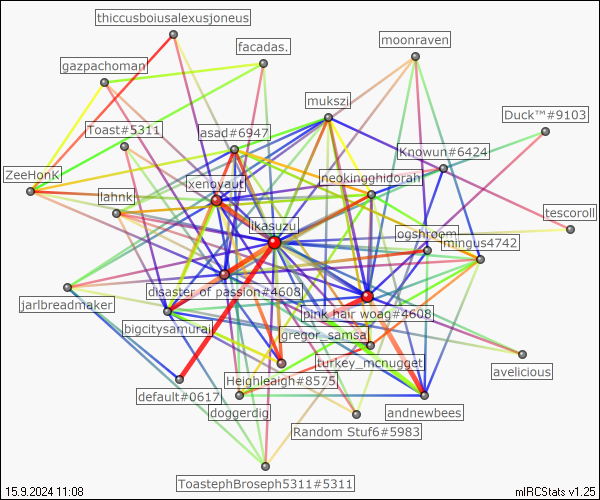 thiccusboiusalexusjoneus
facadas.
moonraven
gazpachoman
mukszi
Duck™#9103
Toast#5311
asad#6947
Knowun#6424
ZeeHonk
xenoyaut
neokingghidorah
lahnk
ikasuzu
tescoroll
ogshroom
mingus4742
disaster of passion#4608
jarlbreadmaker
pink hair woag#4608
bigcitysamurai
gregor_samsa
turkey_mcnugget
avelicious
Heighleaigh#8575
default#0617
doggerdig
andnewbees
Random Stuf6#5983
ToastephBroseph5311#5311
15.9.2024 11:08
mIRCStats v1.25